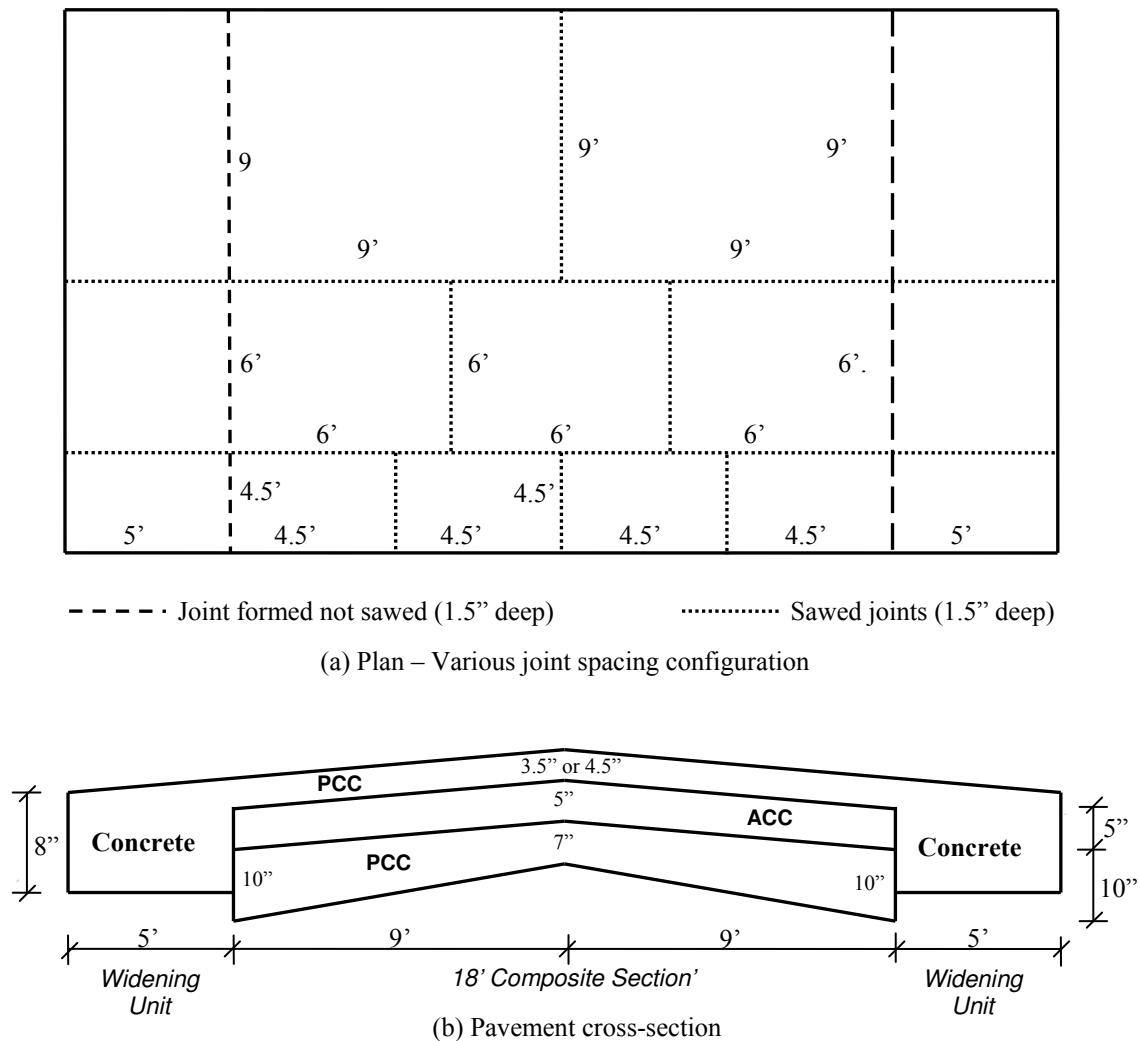 9
9’
9’
9’
9’
6’
6’
6’.
6’
6’
6’
4.5’
4.5’
5’
4.5’
4.5’
4.5’
4.5’
5’
Joint formed not sawed (1.5” deep)
Sawed joints (1.5” deep)
(a) Plan – Various joint spacing configuration
3.5” or 4.5”
PCC
5”
ACC
5”
8”
Concrete
7”
Concrete
PCC
10”
10”
10”
5’
9’
9’
5’
Widening
Unit
18’ Composite Section’
Widening
Unit
(b) Pavement cross-section